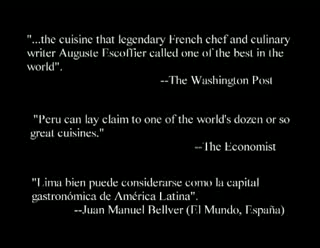 "...the cuisine that legendary French chef and culinary
writer Auguste Escoffier called one of the best in the
world".
--The Washington Post
"Peru can lay claim to one of the world's dozen or so
great cuisines."
--The Economist
"Lima bien puede considerarse como la capital
gastronómica de América Latina".
--Juan Manuel Bellver (El Mundo, España)